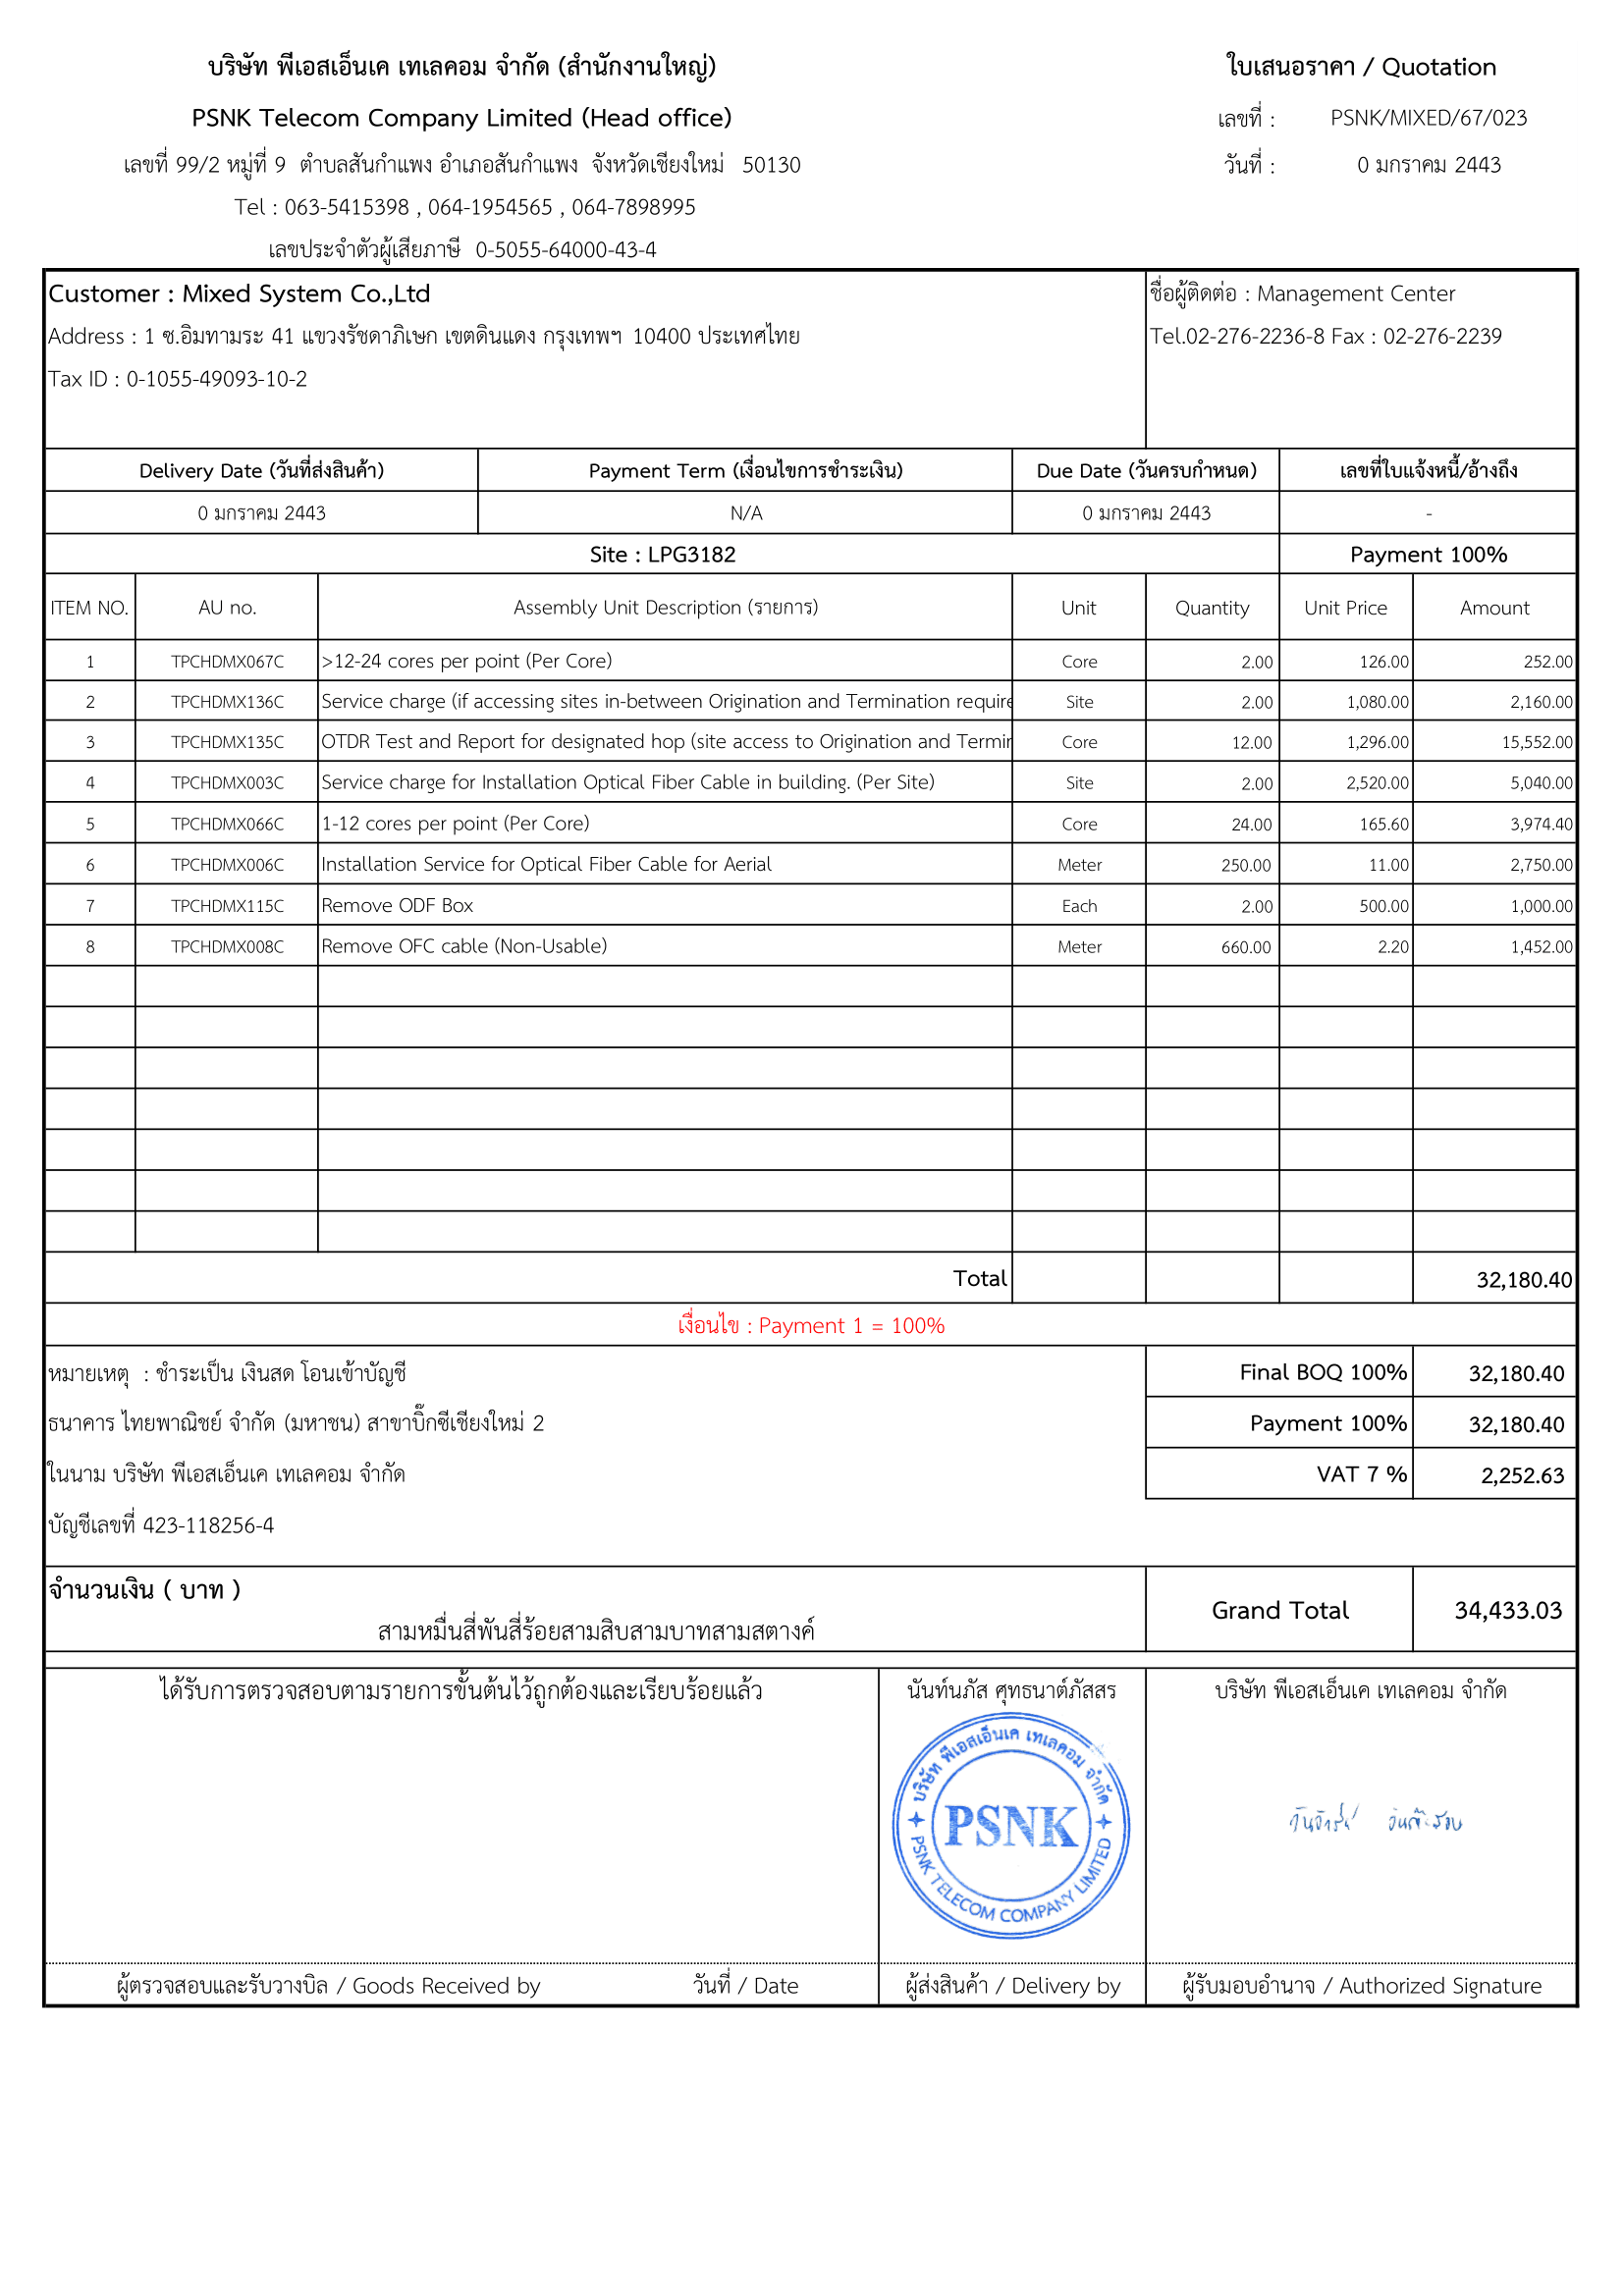 บริษัท พีเอสเอ็นเค เทเลคอม จำกัด (สำนักงานใหญ่)
ใบเสนอราคา / Quotation
PSNK Telecom Company Limited (Head office)
เลขที่ : PSNK/MIXED/67/023
เลขที่ 99/2 หมู่ที่ 9 ตำบลสันกำแพง อำเภอสันกำแพง จังหวัดเชียงใหม่ 50130
วันที่ : 0 มกราคม 2443
Tel : 063-5415398 , 064-1954565 , 064-7898995
เลขประจำตัวผู้เสียภาษี 0-5055-64000-43-4
Customer : Mixed System Co.,Ltd
ชื่อผู้ติดต่อ : Management Center
Address : 1 ซ.อิมทามระ 41 แขวงรัชดาภิเษก เขตดินแดง กรุงเทพฯ 10400 ประเทศไทย
Tel.02-276-2236-8 Fax : 02-276-2239
Tax ID : 0-1055-49093-10-2
Delivery Date (วันที่ส่งสินค้า) Payment Term (เงื่อนไขการชำระเงิน) Due Date (วันครบกำหนด) เลขที่ใบแจ้งหนี้/อ้างถึง
0 มกราคม 2443 N/A 0 มกราคม 2443 -
Site : LPG3182 Payment 100%
ITEM NO. AU no. Assembly Unit Description (รายการ) Unit Quantity Unit Price Amount
1 TPCHDMX067C >12-24 cores per point (Per Core) Core 2.00 126.00 252.00
2 TPCHDMX136C Service charge (if accessing sites in-between Origination and Termination require Site 2.00 1,080.00 2,160.00
3 TPCHDMX135C OTDR Test and Report for designated hop (site access to Origination and Termin Core 12.00 1,296.00 15,552.00
4 TPCHDMX003C Service charge for Installation Optical Fiber Cable in building. (Per Site) Site 2.00 2,520.00 5,040.00
5 TPCHDMX066C 1-12 cores per point (Per Core) Core 24.00 165.60 3,974.40
6 TPCHDMX006C Installation Service for Optical Fiber Cable for Aerial Meter 250.00 11.00 2,750.00
7 TPCHDMX115C Remove ODF Box Each 2.00 500.00 1,000.00
8 TPCHDMX008C Remove OFC cable (Non-Usable) Meter 660.00 2.20 1,452.00
Total 32,180.40
เงื่อนไข : Payment 1 = 100%
หมายเหตุ : ชำระเป็น เงินสด โอนเข้าบัญชี
Final BOQ 100% 32,180.40
ธนาคาร ไทยพาณิชย์ จำกัด (มหาชน) สาขาบิ๊กซีเชียงใหม่ 2
Payment 100% 32,180.40
ในนาม บริษัท พีเอสเอ็นเค เทเลคอม จำกัด
VAT 7 % 2,252.63
บัญชีเลขที่ 423-118256-4
จำนวนเงิน ( บาท )
สามหมื่นสี่พันสี่ร้อยสามสิบสามบาทสามสตางค์
Grand Total 34,433.03
ได้รับการตรวจสอบตามรายการขั้นต้นไว้ถูกต้องและเรียบร้อยแล้ว
นันท์นภัส ศุทธนาต์ภัสสร
บริษัท พีเอสเอ็นเค เทเลคอม จำกัด
บริษัท พีเอสเอ็นเค เทเลคอม จำกัด
PSNK
PSNK TELECOM COMPANY LIMITED
ผู้ตรวจสอบและรับวางบิล / Goods Received by วันที่ / Date ผู้ส่งสินค้า / Delivery by ผู้รับมอบอำนาจ / Authorized Signature